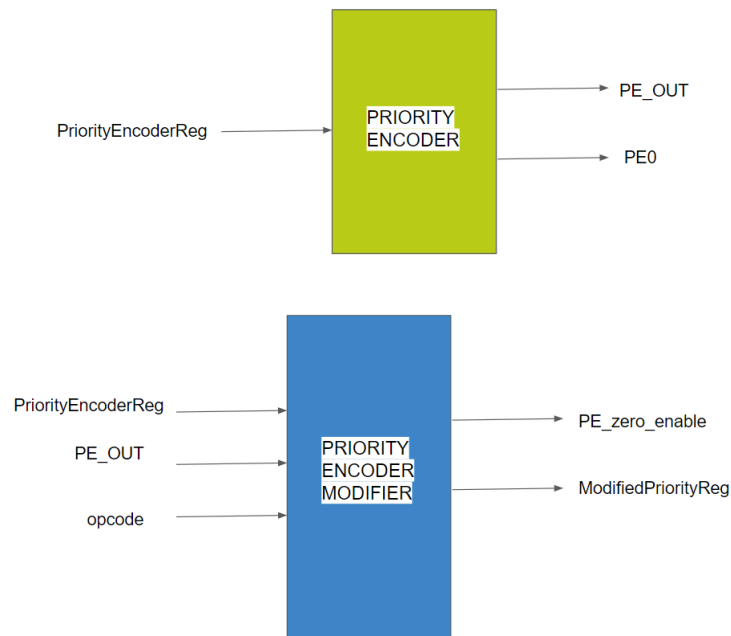 PriorityEncoderReg
PRIORITY
ENCODER
PE_OUT
PE0
PriorityEncoderReg
PE_OUT
opcode
PRIORITY
ENCODER
MODIFIER
PE_zero_enable
ModifiedPriorityReg